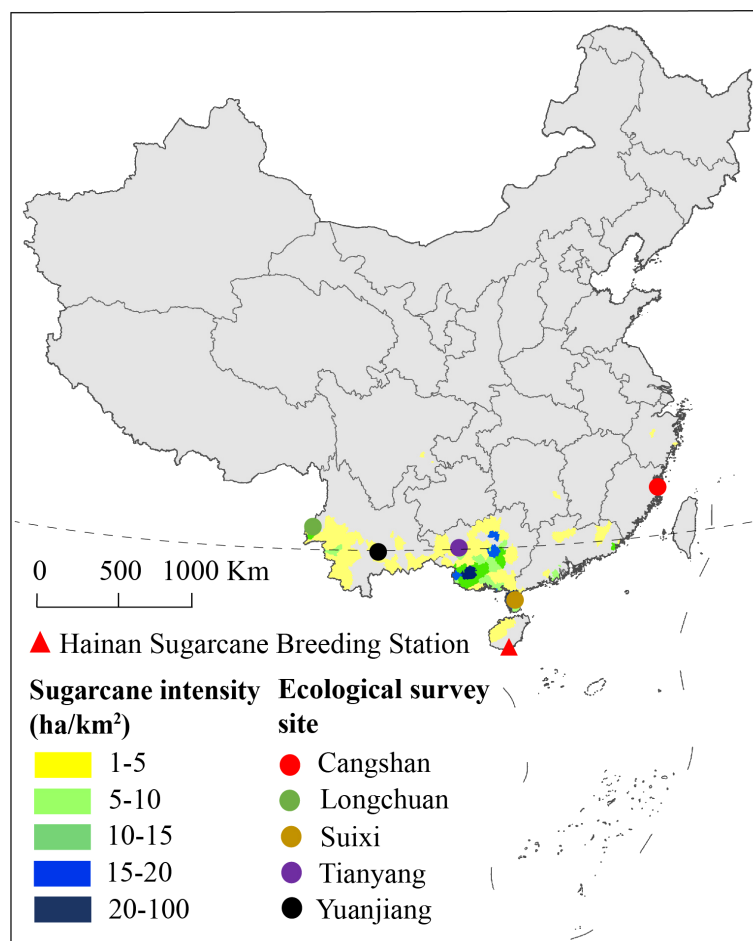 0 500 1000 Km
Hainan Sugarcane Breeding Station
Sugarcane intensity
(ha/km²)
1-5
5-10
10-15
15-20
20-100
Ecological survey
site
Cangshan
Longchuan
Suixi
Tianyang
Yuanjiang